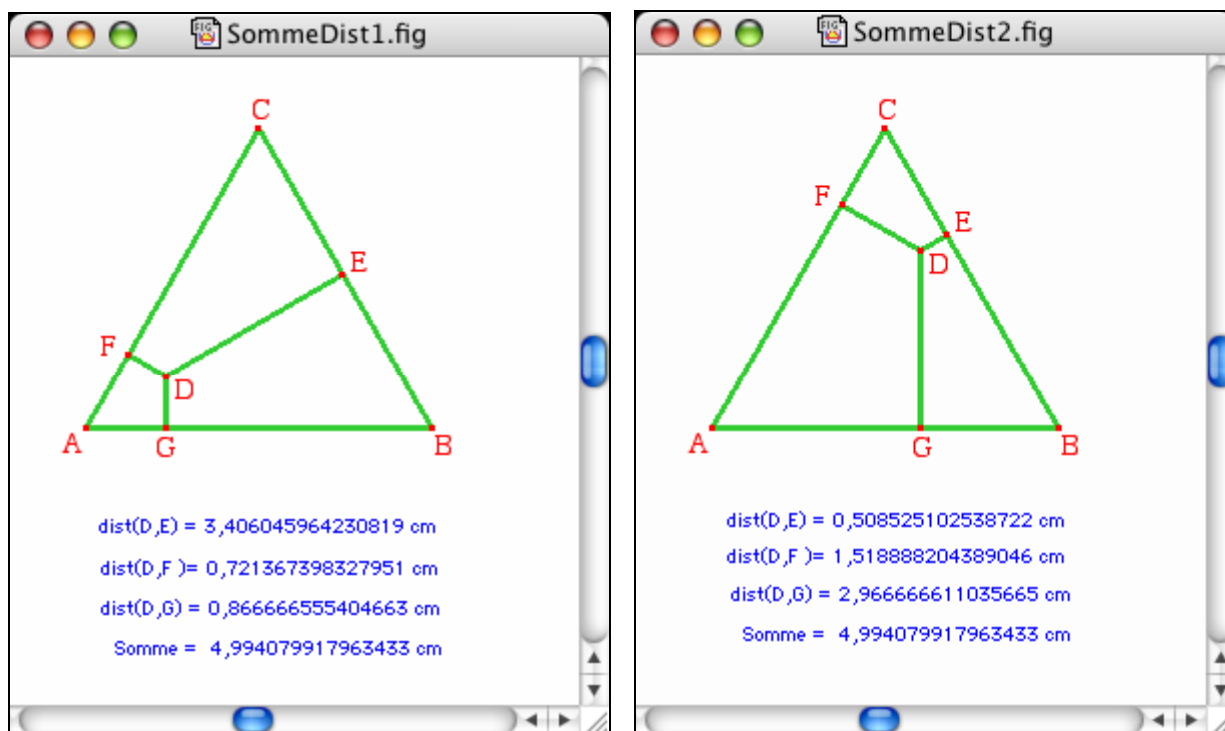 SommeDist1.fig
C
E
F
D
A
G
B
dist(D,E) = 3,406045964230819 cm
dist(D,F )= 0,721367398327951 cm
dist(D,G) = 0,866666555404663 cm
Somme = 4,994079917963433 cm
SommeDist2.fig
C
F
E
D
A
G
B
dist(D,E) = 0,508525102538722 cm
dist(D,F )= 1,518888204389046 cm
dist(D,G) = 2,966666611035665 cm
Somme = 4,994079917963433 cm